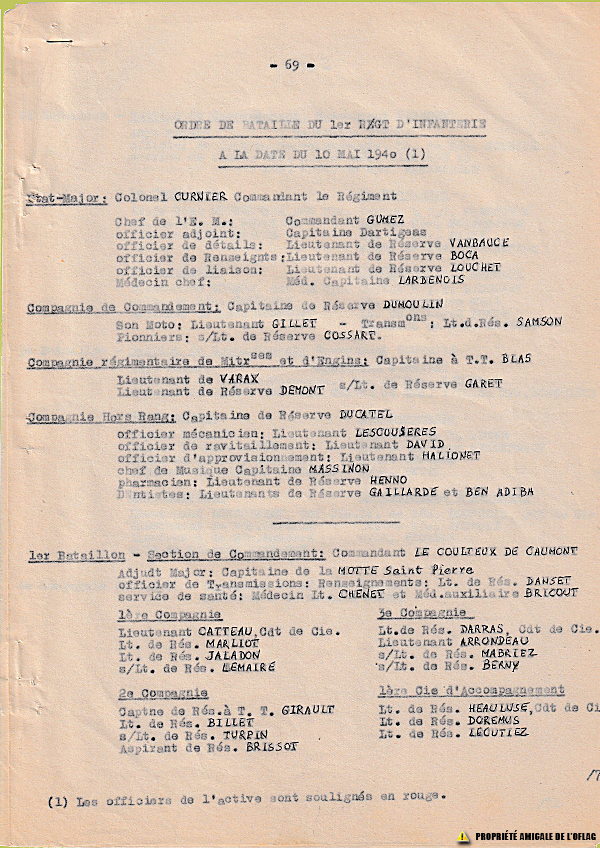 - 69 -
ORDRE DE BATAILLE DU 1er RÉGT D'INFANTERIE
A LA DATE DU 10 MAI 1940 (1)
Etat-Major: Colonel CURNIER Commandant le Régiment
Chef de l'E. M.: Commandant GUMEZ
officier adjoint: Capitaine Dartigeas
officier de détails: Lieutenant de Réserve VANBAUCE
officier de Renseignts: Lieutenant de Réserve BOCA
officier de liaison: Lieutenant de Réserve LOUCHET
Médecin chef: Méd. Capitaine LARDENOIS
Compagnie de Commandement: Capitaine de Réserve DUMOULIN
Son Moto: Lieutenant GILLET - Transmons: Lt.d.Rés. SAMSON
Pionniers: s/Lt. de Réserve COSSART.
Compagnie régimentaire de Mitrses et d'Engins: Capitaine à T.T. BLAS
Lieutenant de VARAX
Lieutenant de Réserve DEMONT s/Lt. de Réserve GARET
Compagnie Hors Rang: Capitaine de Réserve DUCATEL
officier mécanicien: Lieutenant LESCOUSERES
officier de ravitaillement: Lieutenant DAVID
officier d'approvisionnement: Lieutenant HALIONET
chef de Musique Capitaine MASSINON
pharmacien: Lieutenant de Réserve HENNO
Dentistes: Lieutenants de Réserve GAILLARDE et BEN ADIBA
1er Bataillon - Section de Commandement: Commandant LE COULTEUX DE CAUMONT
Adjudt Major: Capitaine de la MOTTE Saint Pierre
officier de Transmissions: Renseignements: Lt. de Rés. DANSET
service de santé: Médecin Lt. CHENET et Méd.auxiliaire BRICOUT
1ère Compagnie
Lieutenant CATTEAU, Cdt de Cie.
Lt. de Rés. MARLIOT
Lt. de Rés. JALADON
s/Lt. de Rés. LEMAIRE
3e Compagnie
Lt.de Rés. DARRAS, Cdt de Cie.
Lieutenant ARRONDEAU
s/Lt. de Rés. MABRIEZ
s/Lt. de Rés. BERNY
2e Compagnie
Captne de Rés.à T. T. GIRAULT
Lt. de Rés. BILLET
s/Lt. de Rés. TURPIN
Aspirant de Rés. BRISSOT
1ère Cie d'Accompagnement
Lt. de Rés. HEAULUSE, Cdt de Ci
Lt. de Rés. DOREMUS
Lt. de Rés. LECUTIEZ
(1) Les officiers de l'active sont soulignés en rouge.
PROPRIÉTÉ AMIGALE DE L'OFLAG